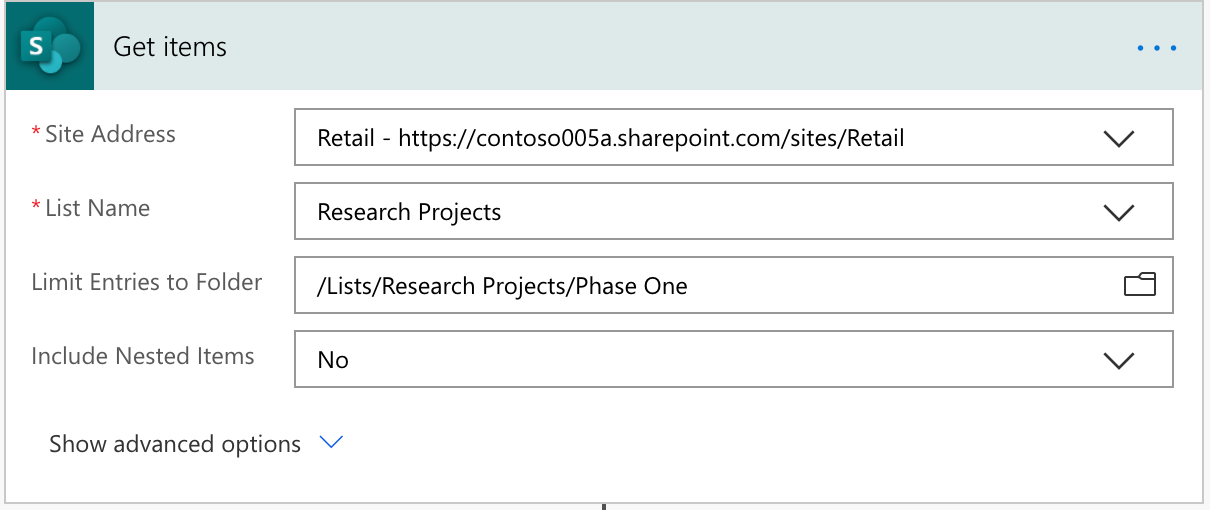 S
Get items
* Site Address
Retail - https://contoso005a.sharepoint.com/sites/Retail
* List Name
Research Projects
Limit Entries to Folder
/Lists/Research Projects/Phase One
Include Nested Items
No
Show advanced options